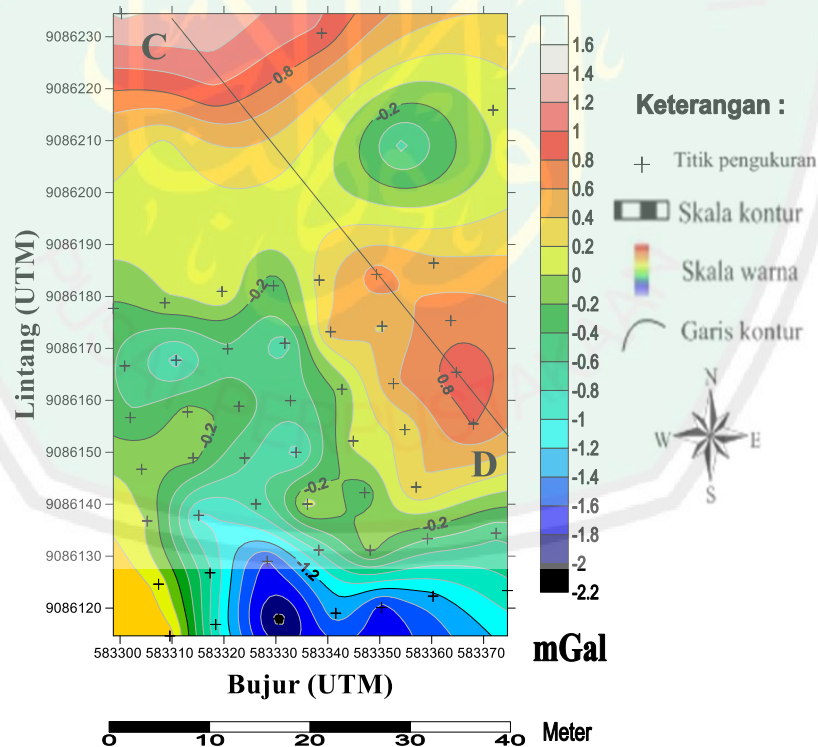 C
D
0.8
-0.2
-0.2
-0.2
0.8
-0.2
-0.2
-1.2
9086230
9086220
9086210
9086200
9086190
9086180
9086170
9086160
9086150
9086140
9086130
9086120
Lintang (UTM)
583300 583310 583320 583330 583340 583350 583360 583370
Bujur (UTM)
0 10 20 30 40 Meter
1.6
1.4
1.2
1
0.8
0.6
0.4
0.2
0
-0.2
-0.4
-0.6
-0.8
-1
-1.2
-1.4
-1.6
-1.8
-2
-2.2
mGal
Keterangan :
Titik pengukuran
Skala kontur
Skala warna
Garis kontur
N
W E
S